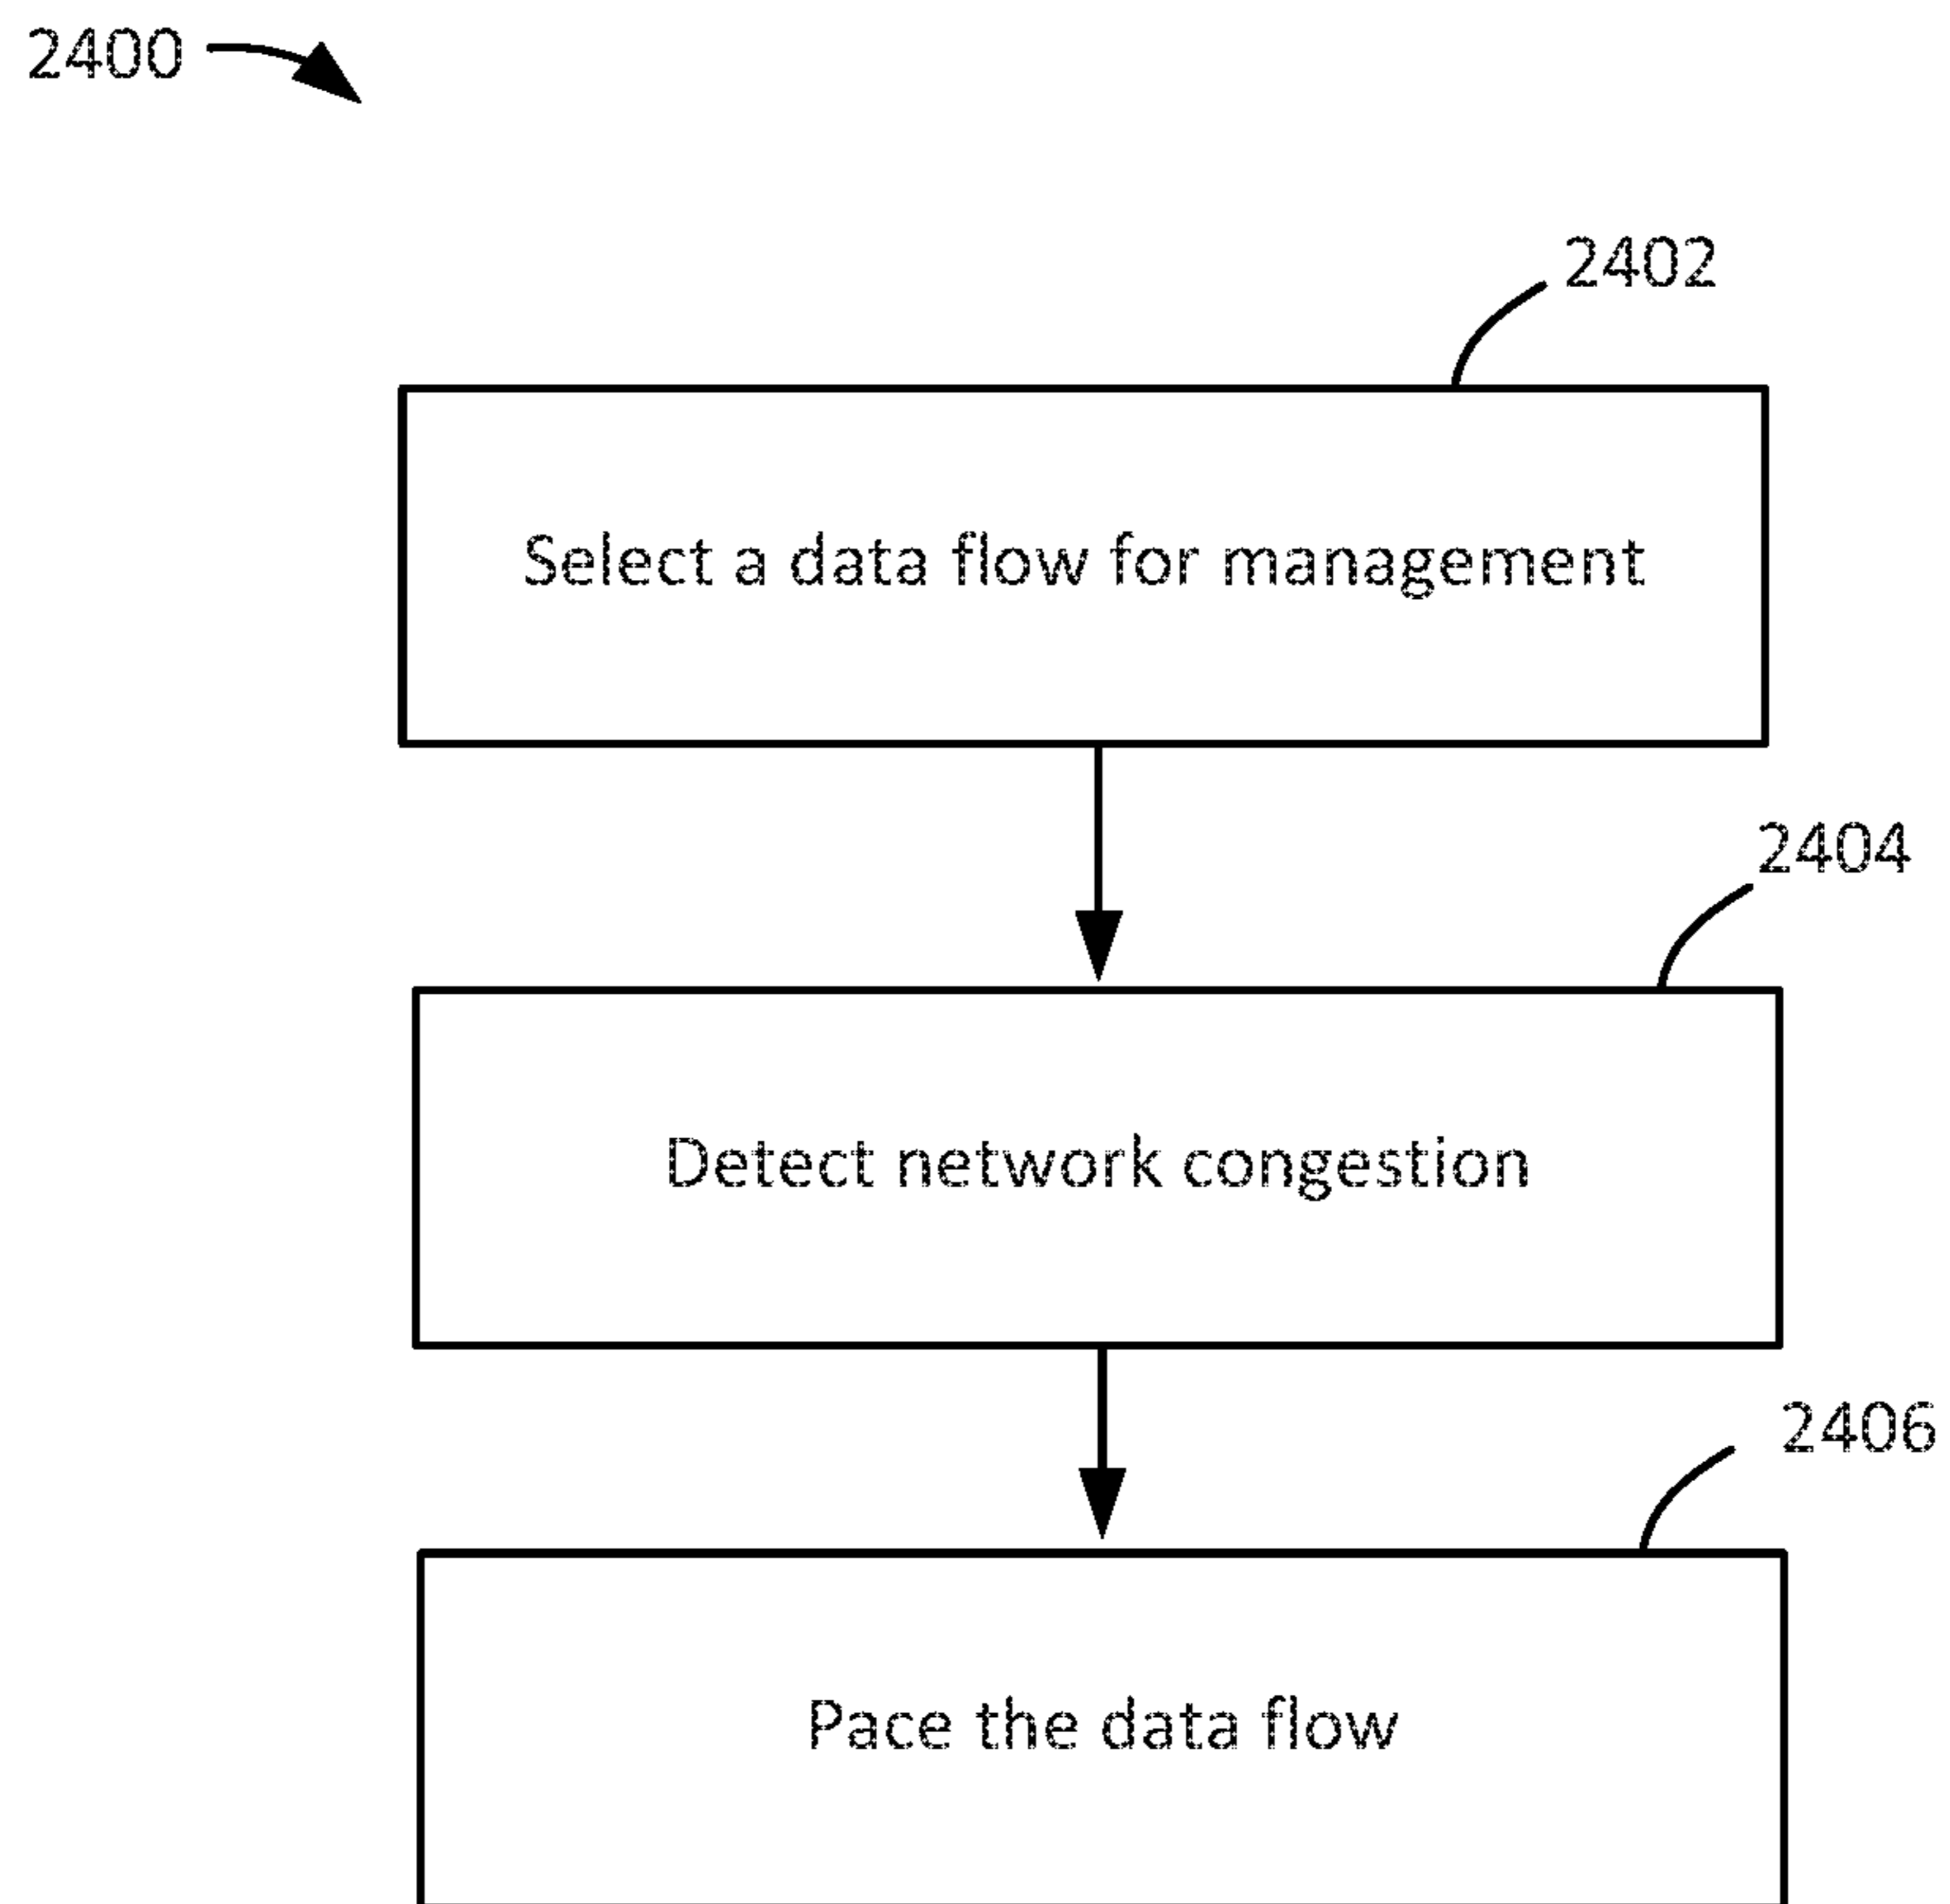 2400
2402
Select a data flow for management
2404
Detect network congestion
2406
Pace the data flow